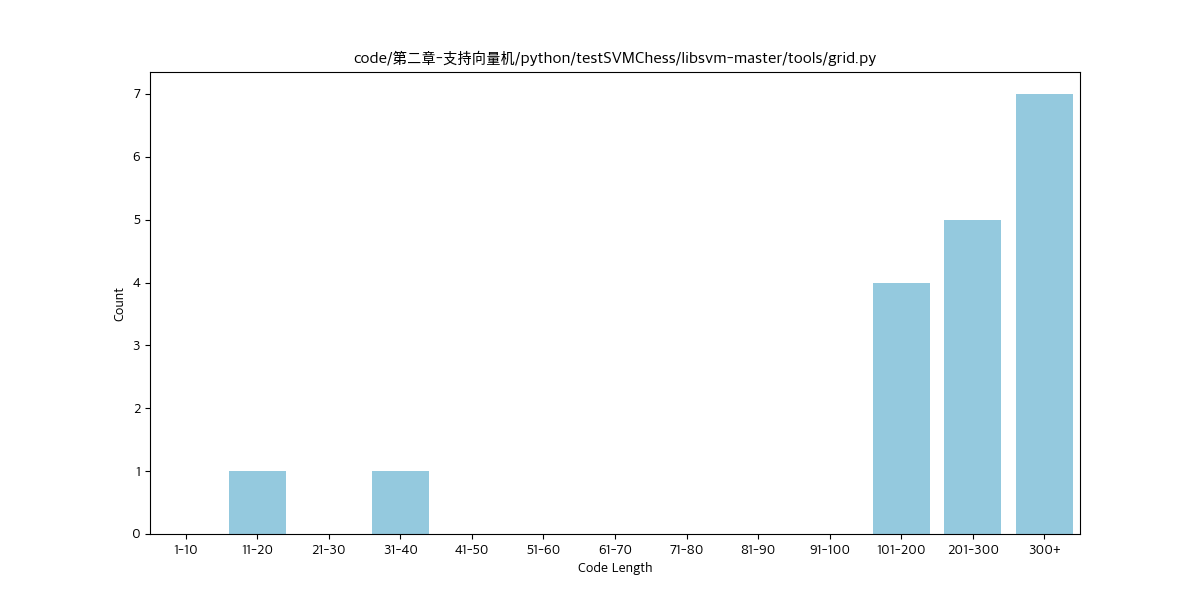 code/第二章-支持向量机/python/testSVMChess/libsvm-master/tools/grid.py
7
6
5
4
3
2
1
0
Count
1-10 11-20 21-30 31-40 41-50 51-60 61-70 71-80 81-90 91-100 101-200 201-300 300+
Code Length